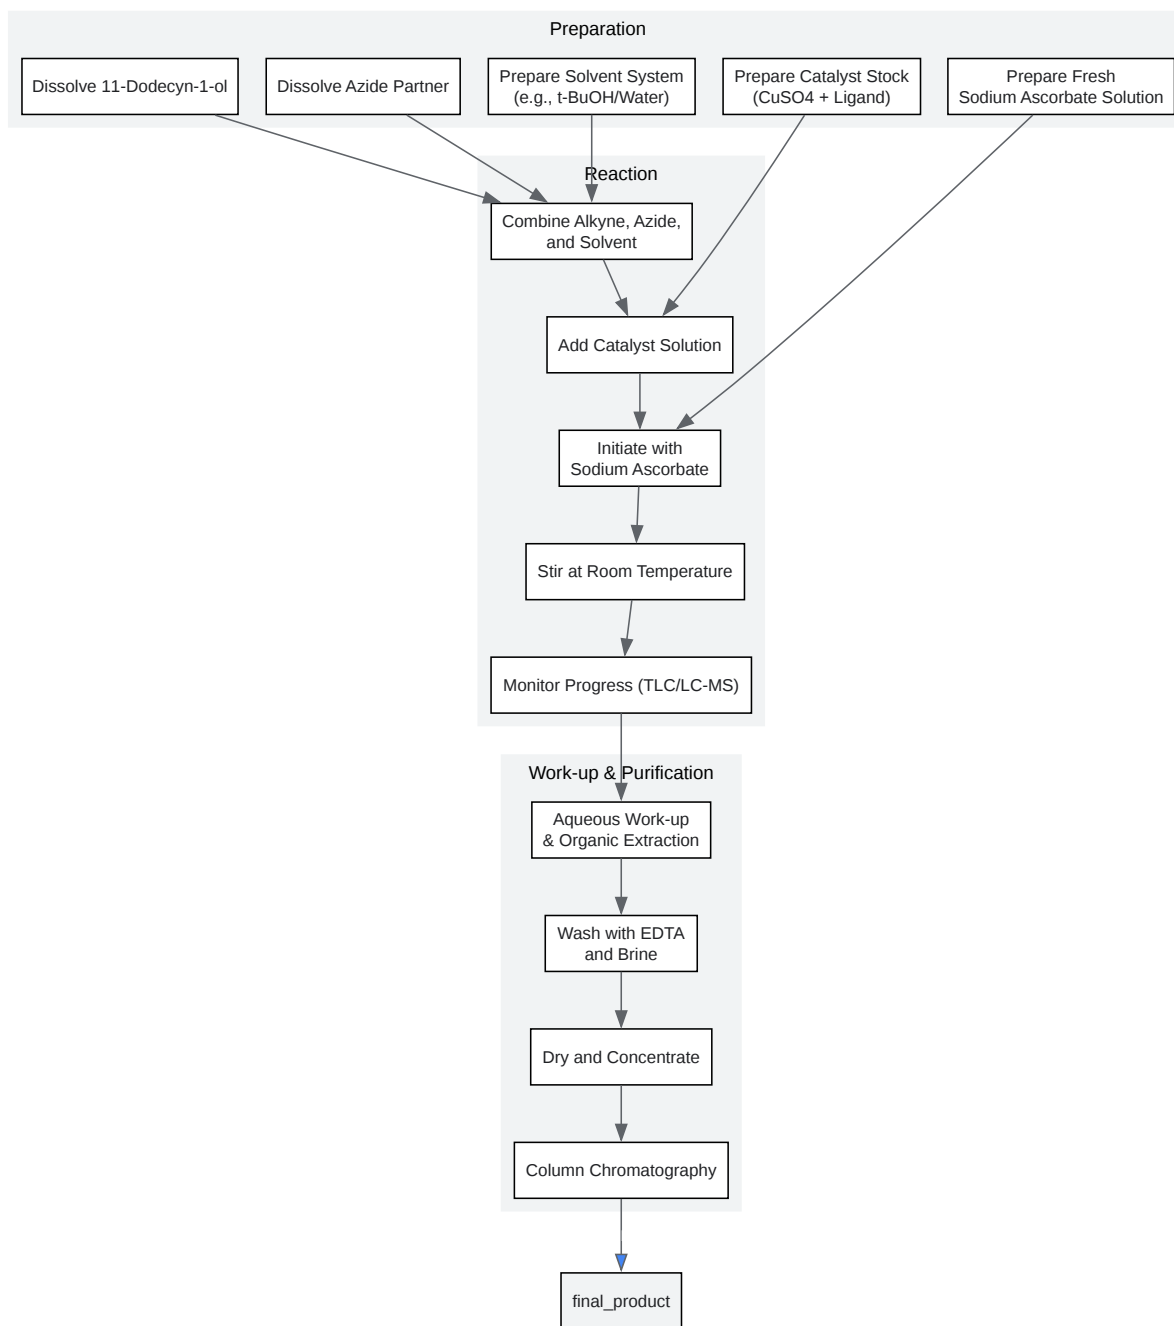 Preparation
Dissolve 11-Dodecyn-1-ol
Dissolve Azide Partner
Prepare Solvent System
(e.g., t-BuOH/Water)
Prepare Catalyst Stock
(CuSO4 + Ligand)
Prepare Fresh
Sodium Ascorbate Solution
Reaction
Combine Alkyne, Azide,
and Solvent
Add Catalyst Solution
Initiate with
Sodium Ascorbate
Stir at Room Temperature
Monitor Progress (TLC/LC-MS)
Work-up & Purification
Aqueous Work-up
& Organic Extraction
Wash with EDTA
and Brine
Dry and Concentrate
Column Chromatography
final_product